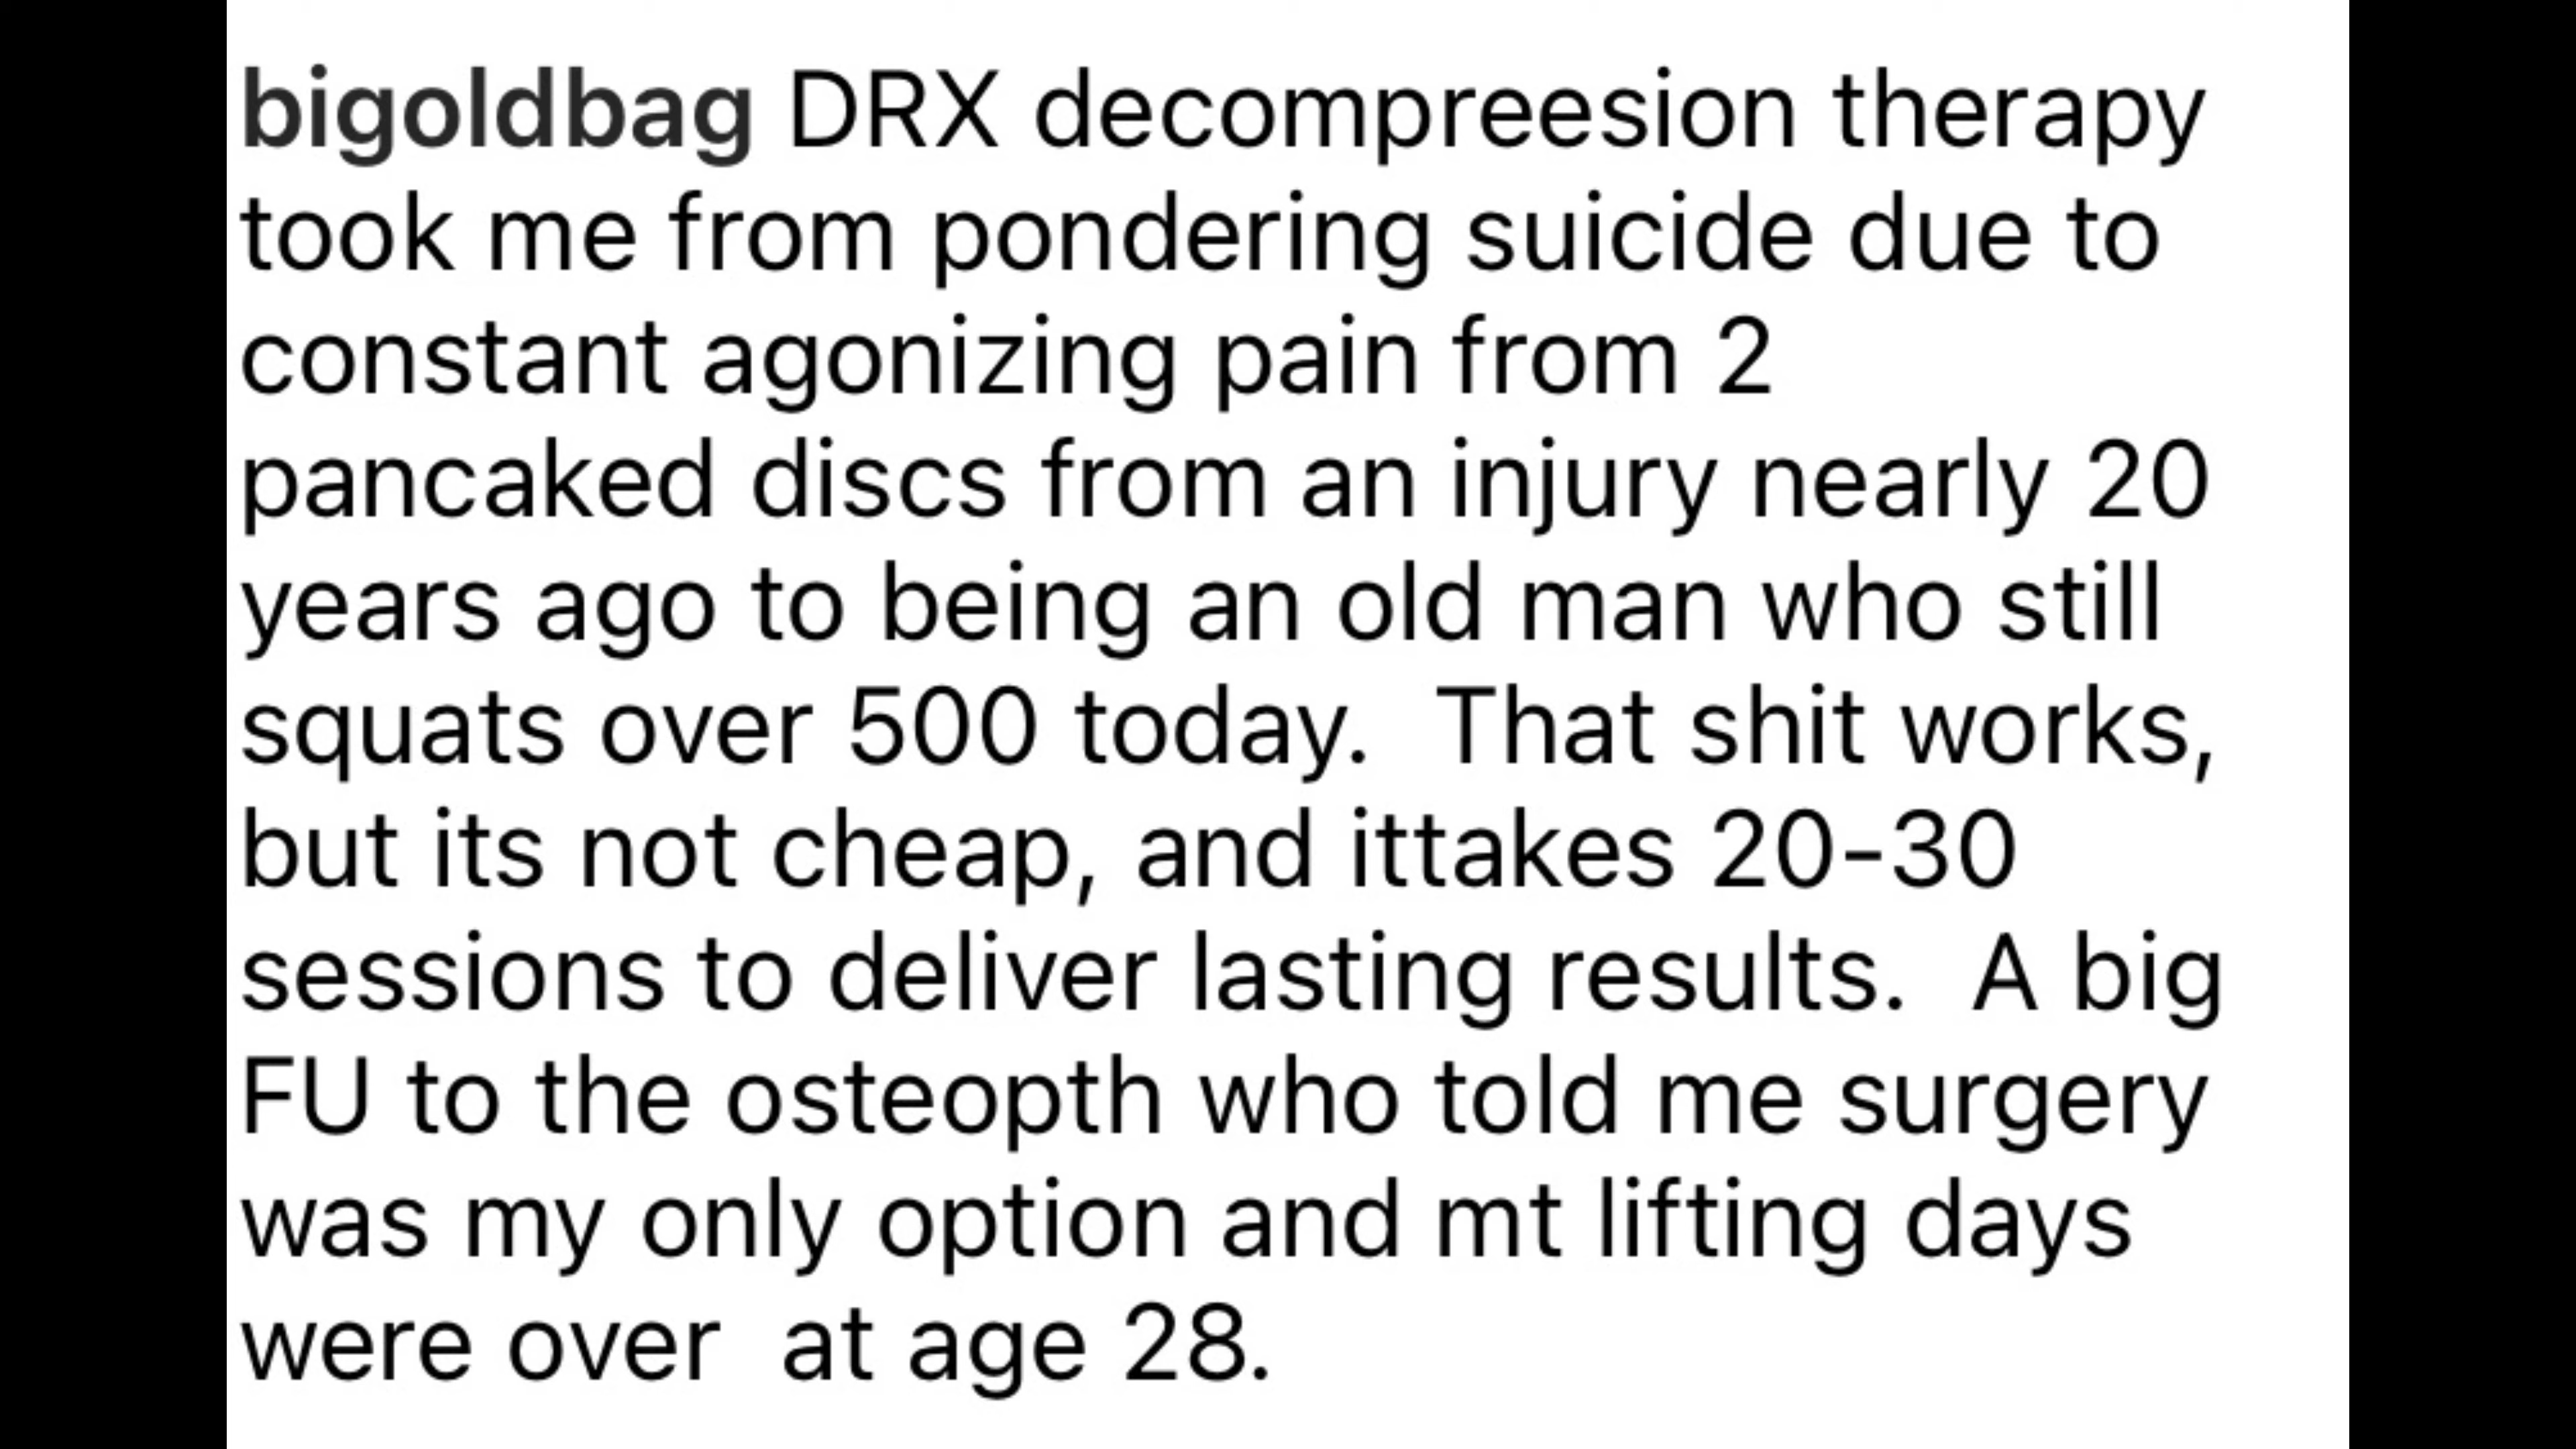 bigoldbag DRX decompreesion therapy
took me from pondering suicide due to
constant agonizing pain from 2
pancaked discs from an injury nearly 20
years ago to being an old man who still
squats over 500 today.  That shit works,
but its not cheap, and ittakes 20-30
sessions to deliver lasting results.  A big
FU to the osteopth who told me surgery
was my only option and mt lifting days
were over  at age 28.